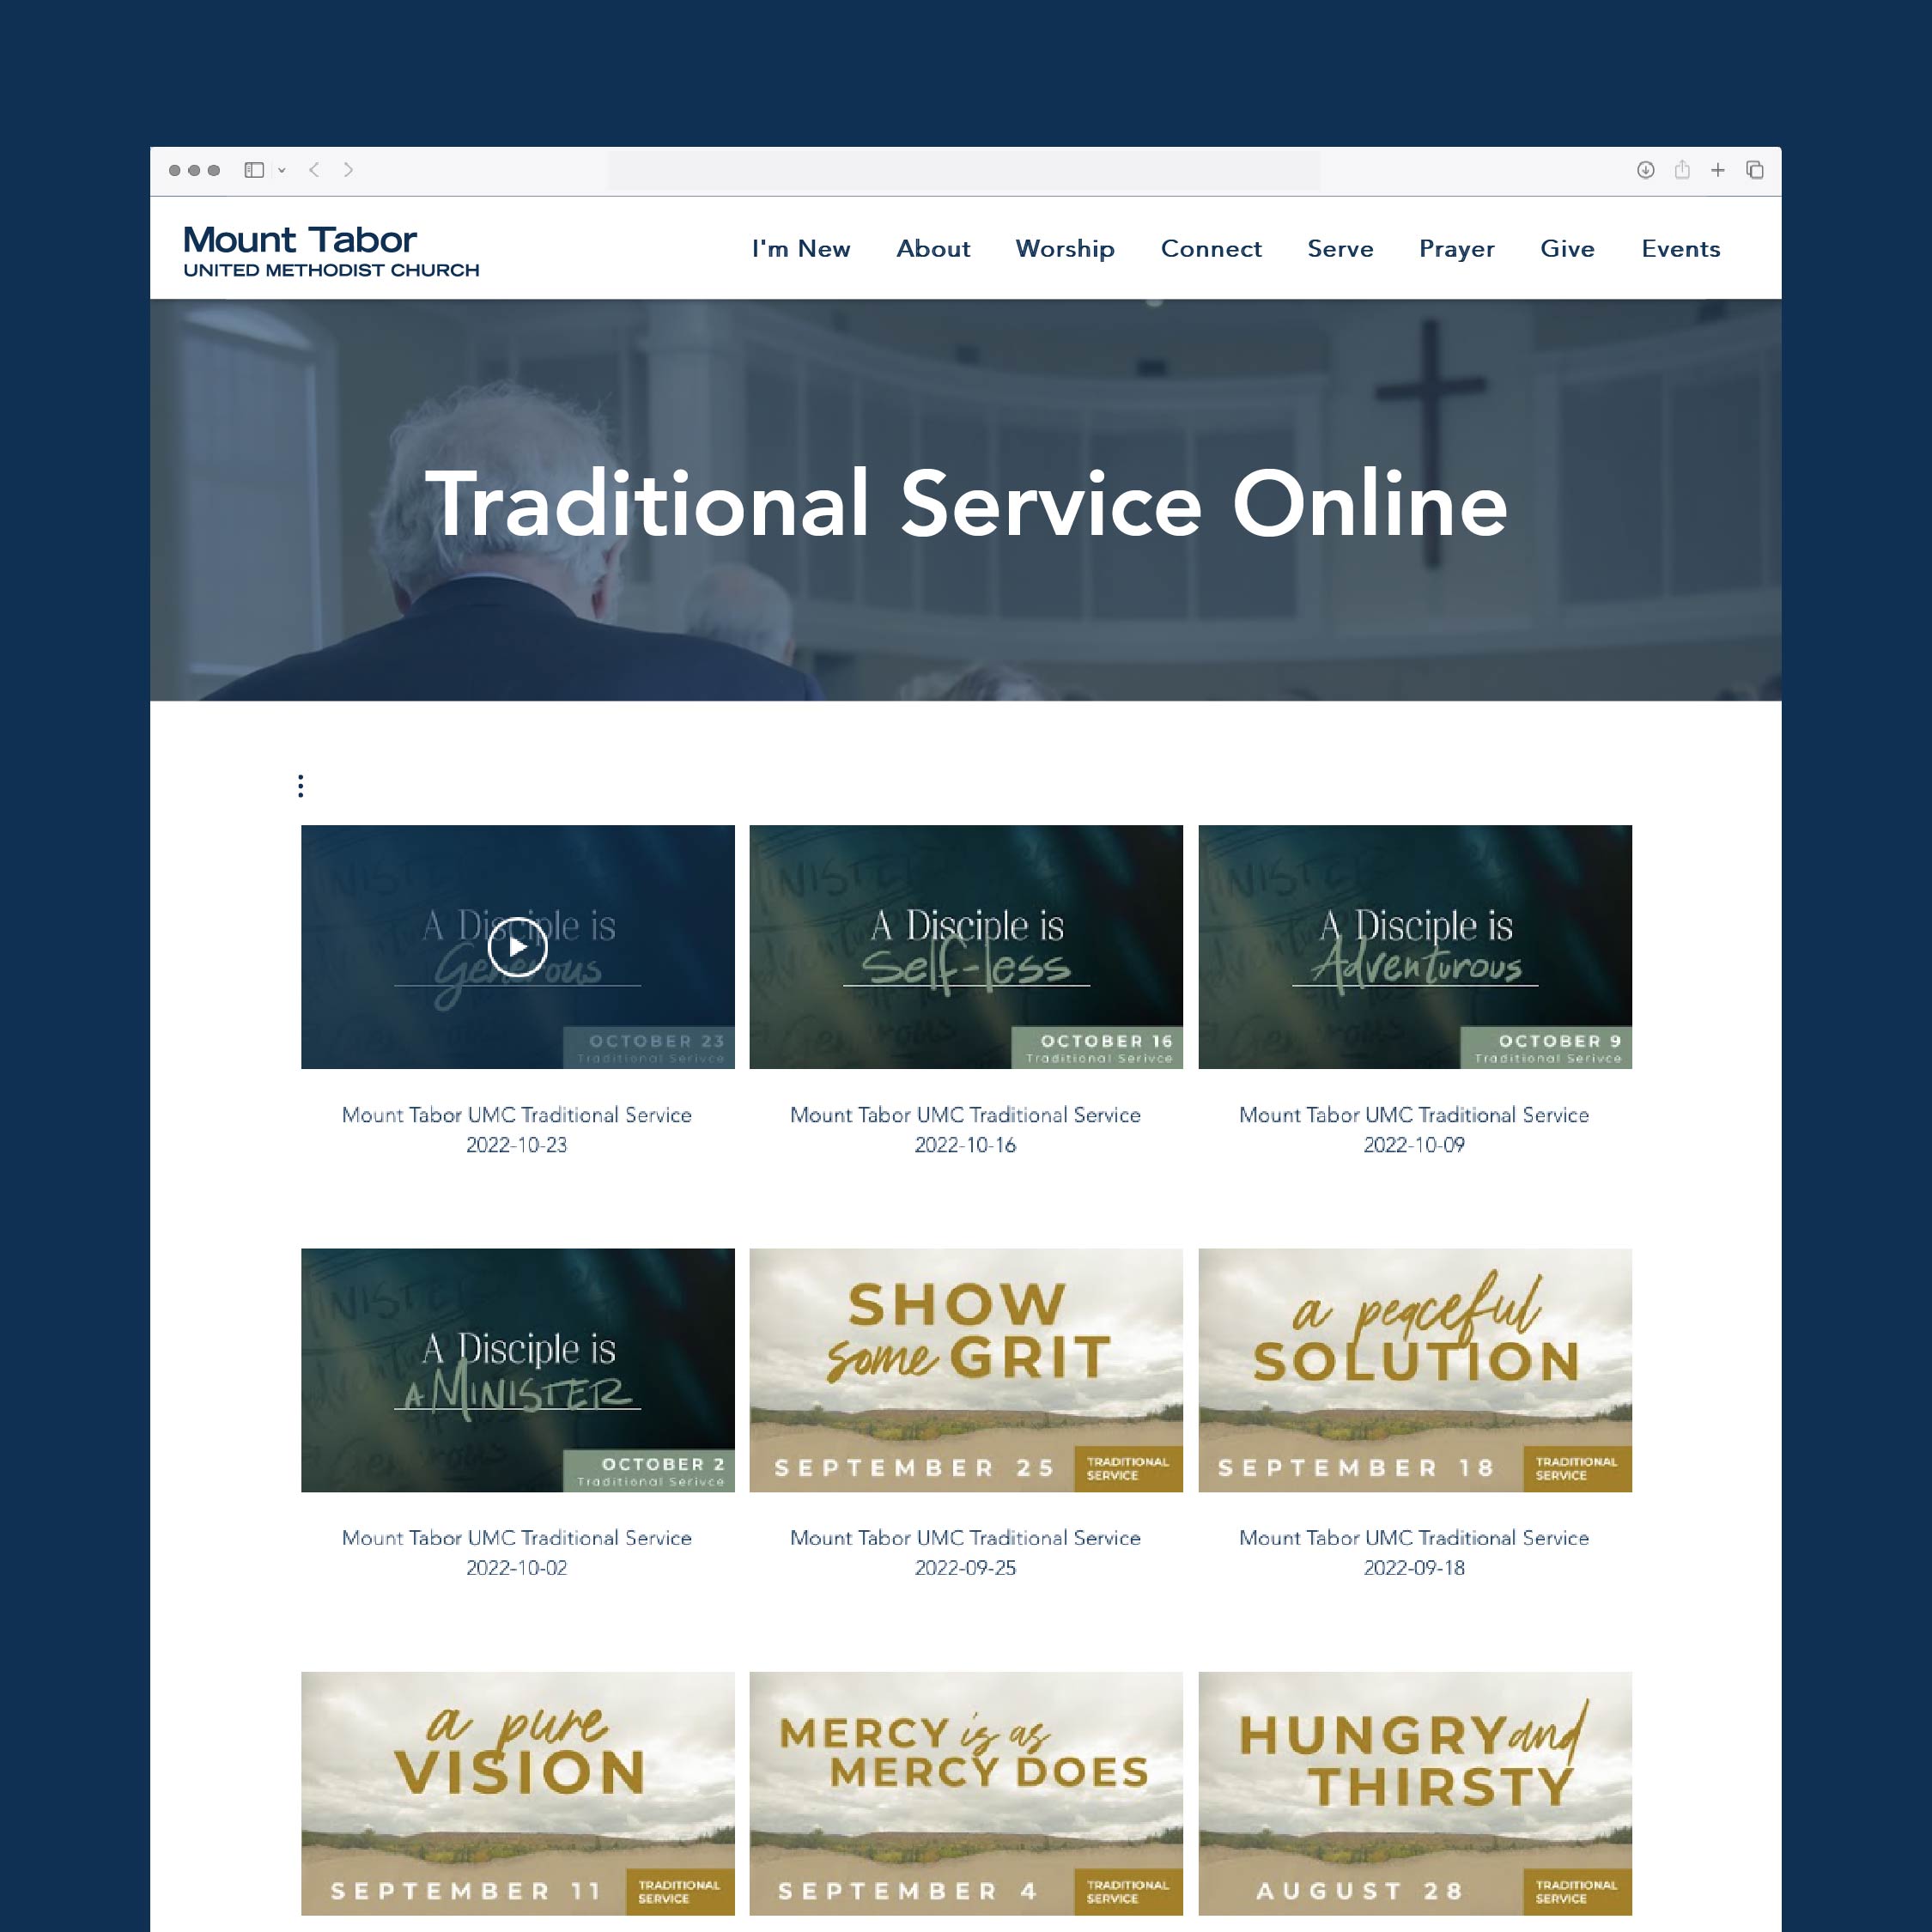 Mount Tabor
UNITED METHODIST CHURCH
I'm New About Worship Connect Serve Prayer Give Events
Traditional Service Online
A Disciple is
Generous
OCTOBER 23
Traditional Serivce
A Disciple is
Self-less
OCTOBER 16
Traditional Serivce
A Disciple is
Adventurous
OCTOBER 9
Traditional Serivce
Mount Tabor UMC Traditional Service
2022-10-23
Mount Tabor UMC Traditional Service
2022-10-16
Mount Tabor UMC Traditional Service
2022-10-09
A Disciple is
A MINISTER
OCTOBER 2
Traditional Serivce
SHOW
some GRIT
SEPTEMBER 25
TRADITIONAL
SERVICE
a peaceful
SOLUTION
SEPTEMBER 18
TRADITIONAL
SERVICE
Mount Tabor UMC Traditional Service
2022-10-02
Mount Tabor UMC Traditional Service
2022-09-25
Mount Tabor UMC Traditional Service
2022-09-18
a pure
VISION
SEPTEMBER 11
TRADITIONAL
SERVICE
MERCY is as
MERCY DOES
SEPTEMBER 4
TRADITIONAL
SERVICE
HUNGRY and
THIRSTY
AUGUST 28
TRADITIONAL
SERVICE